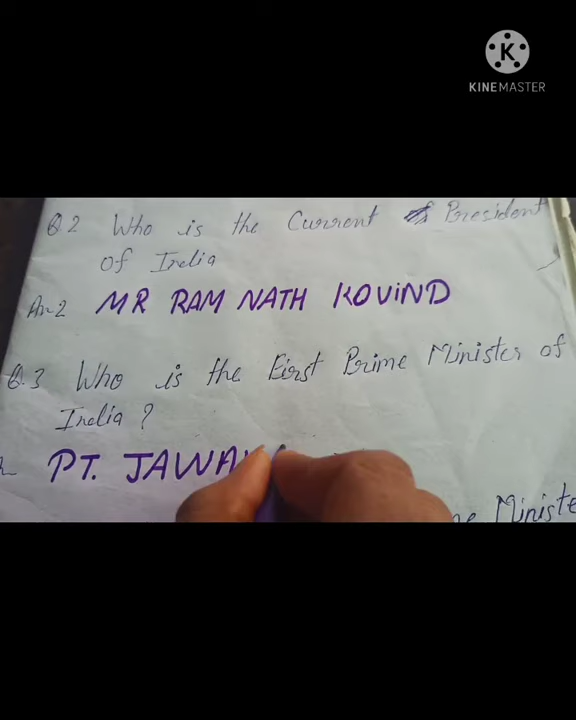 K
KINEMASTER
Q.2 Who is the Current President
of India
An 2 MR RAM NATH KOViND
Q.3 Who is the First Prime Minister of
India ?
PT. JAWA
Ministe